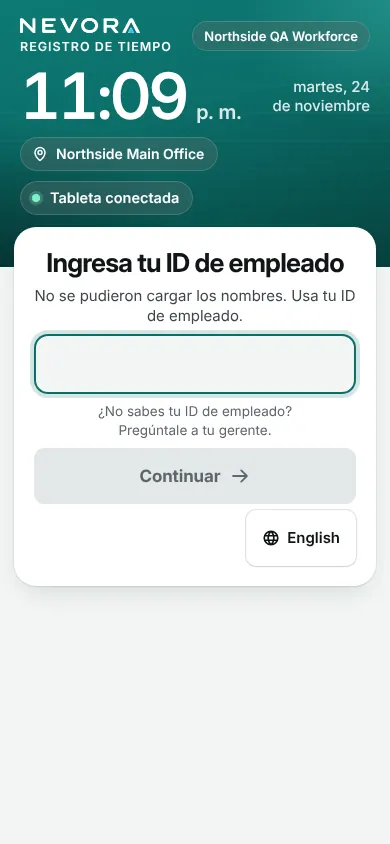 NEVORA
REGISTRO DE TIEMPO
Northside QA Workforce
11:09 p. m.
martes, 24
de noviembre
Northside Main Office
Tableta conectada
Ingresa tu ID de empleado
No se pudieron cargar los nombres. Usa tu ID
de empleado.
¿No sabes tu ID de empleado?
Pregúntale a tu gerente.
Continuar →
English